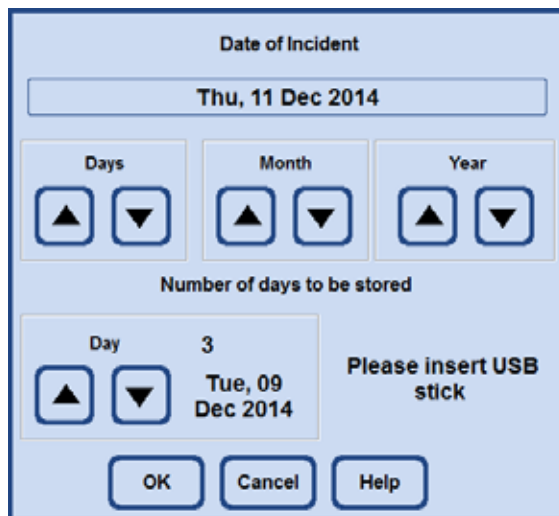 Date of Incident
Thu, 11 Dec 2014
Days Month Year
Number of days to be stored
Day 3
Tue, 09
Dec 2014
Please insert USB
stick
OK Cancel Help